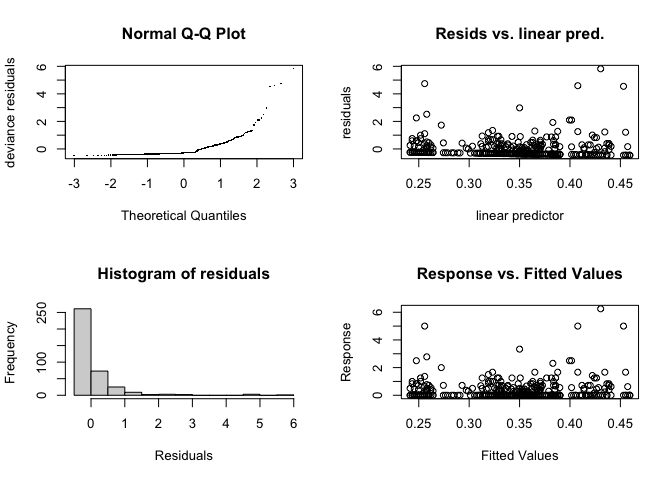 Normal Q-Q Plot
deviance residuals
0 2 4 6
-3 -2 -1 0 1 2 3
Theoretical Quantiles
Resids vs. linear pred.
residuals
0 2 4 6
0.25 0.30 0.35 0.40 0.45
linear predictor
Histogram of residuals
Frequency
0 100 250
0 1 2 3 4 5 6
Residuals
Response vs. Fitted Values
Response
0 2 4 6
0.25 0.30 0.35 0.40 0.45
Fitted Values